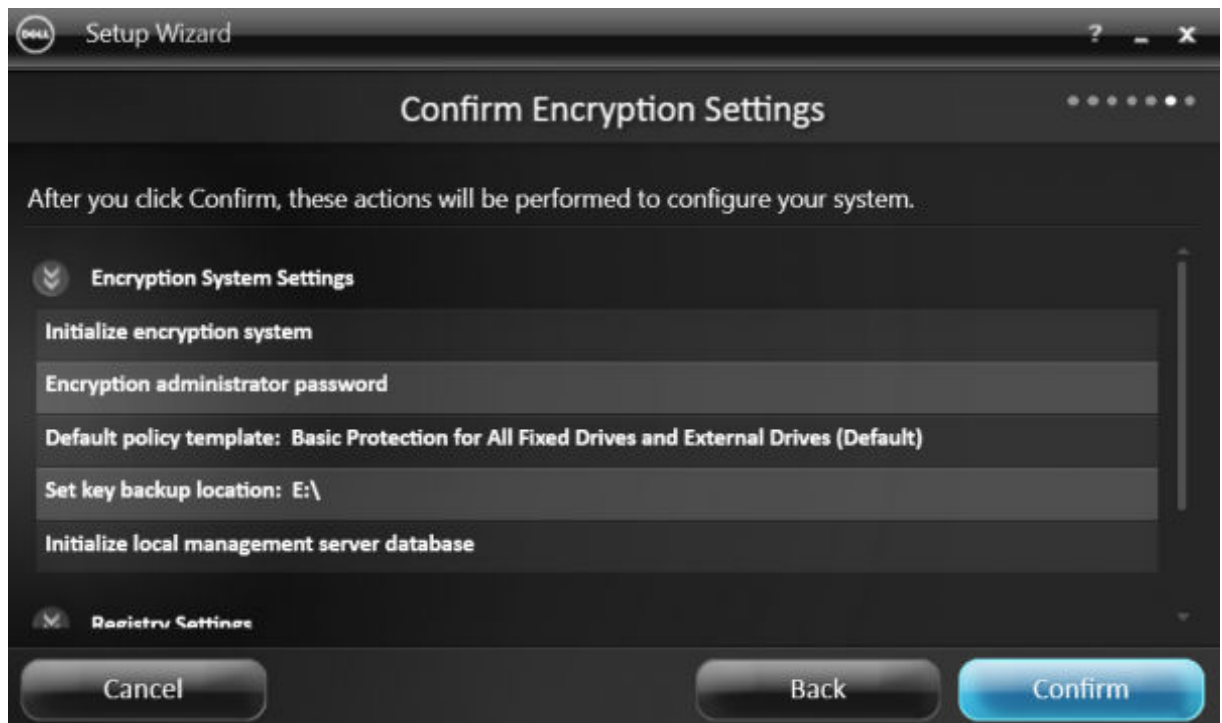 DELL
Setup Wizard
? _ x
Confirm Encryption Settings
After you click Confirm, these actions will be performed to configure your system.
Encryption System Settings
Initialize encryption system
Encryption administrator password
Default policy template: Basic Protection for All Fixed Drives and External Drives (Default)
Set key backup location: E:\
Initialize local management server database
Registry Settings
Cancel
Back
Confirm